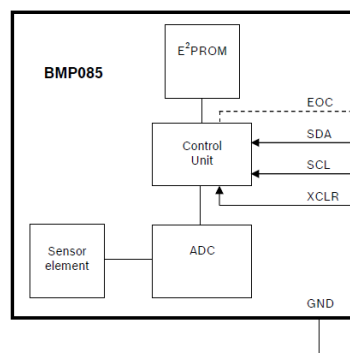 E²PROM
BMP085
EOC
SDA
Control
Unit
SCL
XCLR
Sensor
element
ADC
GND